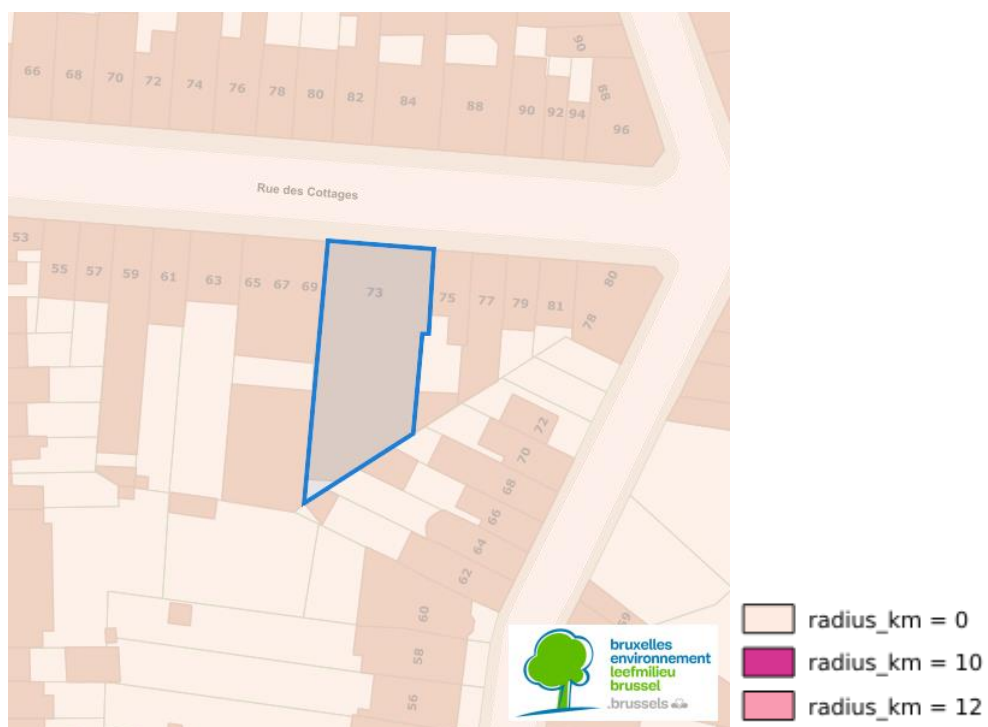 90
66 68 70 72 74 76 78 80 82 84 88 90 92 94 88 96
Rue des Cottages
53 55 57 59 61 63 65 67 69 73 75 77 79 81 78 80
72
70
68
66
64
62
60
59
58
56
bruxelles
environnement
leefmilieu
brussel
.brussels
radius_km = 0
radius_km = 10
radius_km = 12